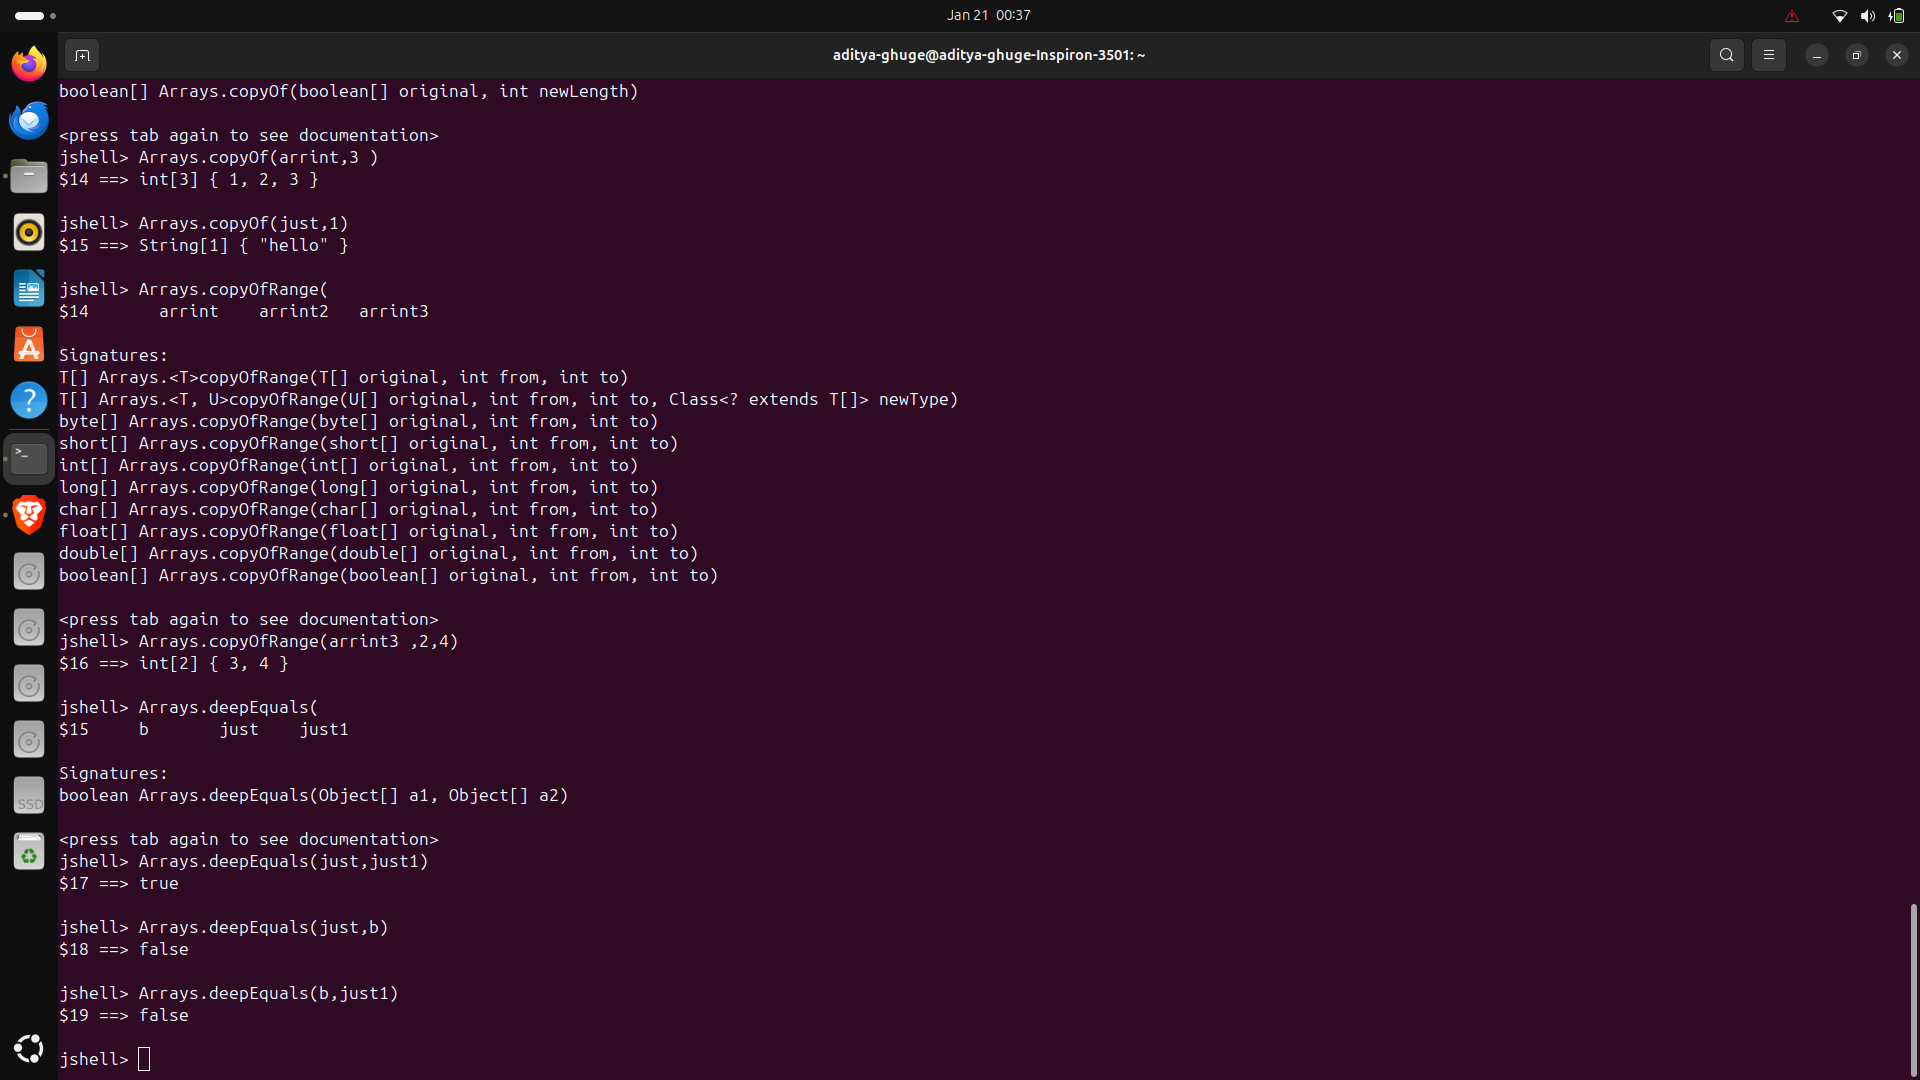 Jan 21  00:37
aditya-ghuge@aditya-ghuge-Inspiron-3501: ~
boolean[] Arrays.copyOf(boolean[] original, int newLength)
<press tab again to see documentation>
jshell> Arrays.copyOf(arrint,3 )
$14 ==> int[3] { 1, 2, 3 }
jshell> Arrays.copyOf(just,1)
$15 ==> String[1] { "hello" }
jshell> Arrays.copyOfRange(
$14       arrint    arrint2   arrint3
Signatures:
T[] Arrays.<T>copyOfRange(T[] original, int from, int to)
T[] Arrays.<T, U>copyOfRange(U[] original, int from, int to, Class<? extends T[]> newType)
byte[] Arrays.copyOfRange(byte[] original, int from, int to)
short[] Arrays.copyOfRange(short[] original, int from, int to)
int[] Arrays.copyOfRange(int[] original, int from, int to)
long[] Arrays.copyOfRange(long[] original, int from, int to)
char[] Arrays.copyOfRange(char[] original, int from, int to)
float[] Arrays.copyOfRange(float[] original, int from, int to)
double[] Arrays.copyOfRange(double[] original, int from, int to)
boolean[] Arrays.copyOfRange(boolean[] original, int from, int to)
<press tab again to see documentation>
jshell> Arrays.copyOfRange(arrint3 ,2,4)
$16 ==> int[2] { 3, 4 }
jshell> Arrays.deepEquals(
$15     b       just    just1
Signatures:
boolean Arrays.deepEquals(Object[] a1, Object[] a2)
<press tab again to see documentation>
jshell> Arrays.deepEquals(just,just1)
$17 ==> true
jshell> Arrays.deepEquals(just,b)
$18 ==> false
jshell> Arrays.deepEquals(b,just1)
$19 ==> false
jshell>
SSD